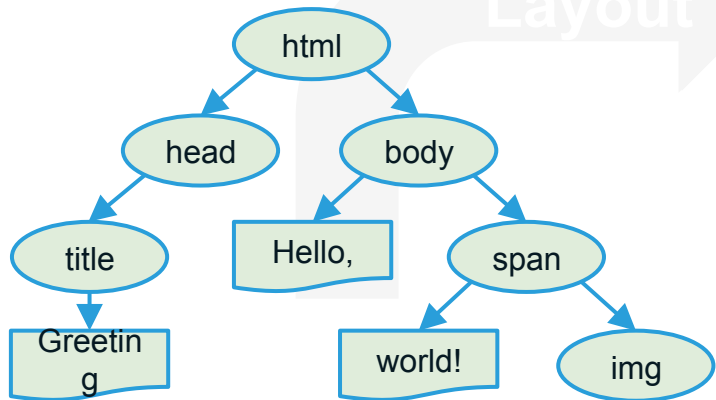 Layout
html
head
body
title
Hello,
span
Greetin
g
world!
img